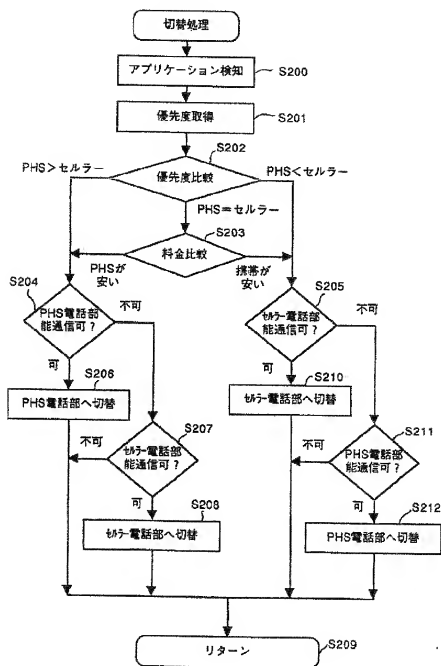 切替処理
アプリケーション検知
S200
優先度取得
S201
S202
PHS>セルラー
優先度比較
PHS<セルラー
PHS=セルラー
S203
料金比較
PHSが
安い
携帯が
安い
S204
PHS電話部
能通信可?
不可
可
S205
セルラー電話部
能通信可?
不可
可
S206
PHS電話部へ切替
S210
セルラー電話部へ切替
S207
不可
セルラー電話部
能通信可?
可
S211
不可
PHS電話部
能通信可?
可
S208
セルラー電話部へ切替
S212
PHS電話部へ切替
リターン
S209